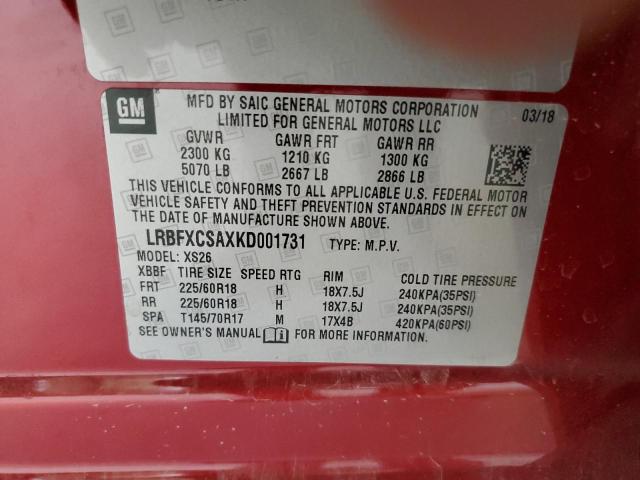 GM
MFD BY SAIC GENERAL MOTORS CORPORATION
LIMITED FOR GENERAL MOTORS LLC
03/18
GVWR GAWR FRT GAWR RR
2300 KG 1210 KG 1300 KG
5070 LB 2667 LB 2866 LB
THIS VEHICLE CONFORMS TO ALL APPLICABLE U.S. FEDERAL MOTOR
VEHICLE SAFETY AND THEFT PREVENTION STANDARDS IN EFFECT ON
THE DATE OF MANUFACTURE SHOWN ABOVE.
LRBFXCSAXKD001731 TYPE: M.P.V.
MODEL: XS26
XBBF TIRE SIZE SPEED RTG RIM COLD TIRE PRESSURE
FRT 225/60R18 H 18X7.5J 240KPA(35PSI)
RR 225/60R18 H 18X7.5J 240KPA(35PSI)
SPA T145/70R17 M 17X4B 420KPA(60PSI)
SEE OWNER'S MANUAL FOR MORE INFORMATION.